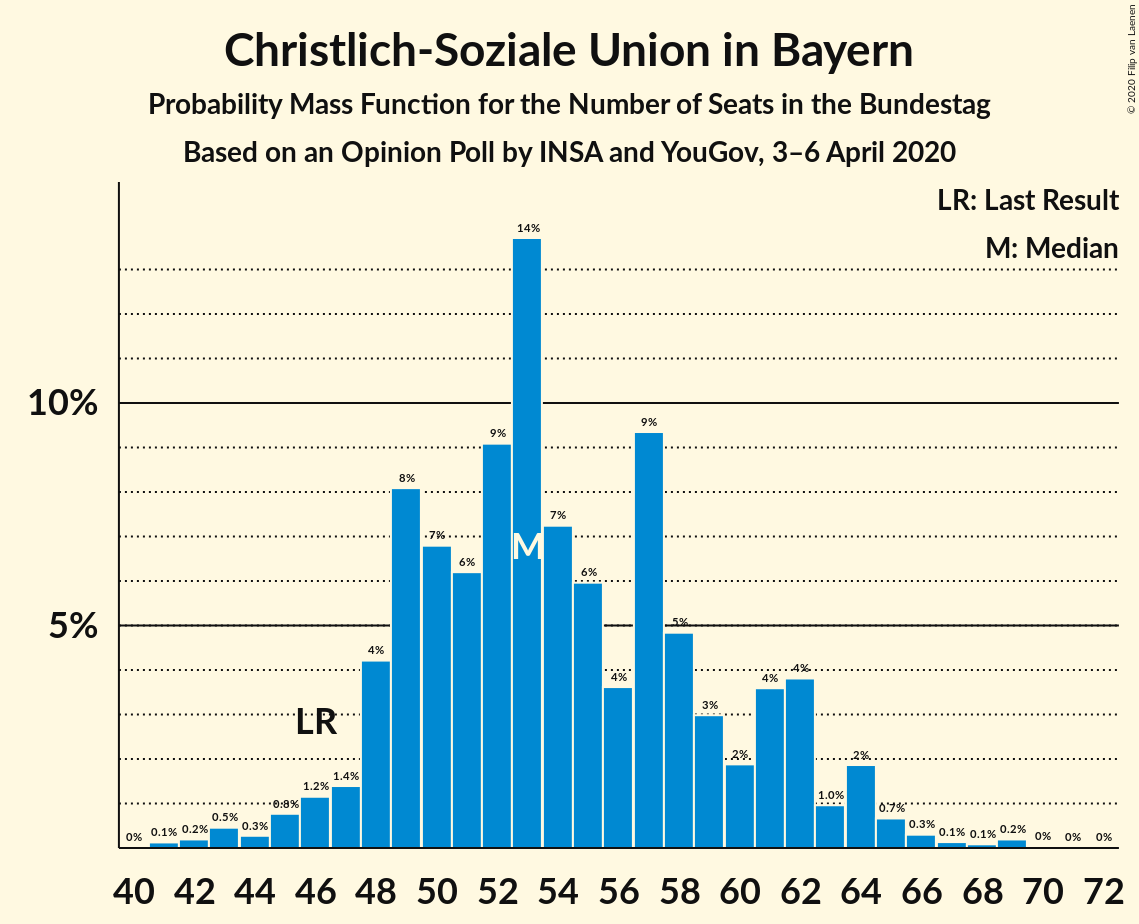 Christlich-Soziale Union in Bayern
Probability Mass Function for the Number of Seats in the Bundestag
Based on an Opinion Poll by INSA and YouGov, 3–6 April 2020
© 2020 Filip van Laenen
LR: Last Result
M: Median
14%
10%
9%
9%
8%
7%
7%
M
6%
6%
5%
5%
4%
4%
4%
4%
3%
LR
2%
2%
1.4%
1.2%
1.0%
0.8%
0.7%
0.5%
0.3%
0.3%
0% 0.1% 0.2%
0.1% 0.1% 0.2% 0% 0% 0%
40 42 44 46 48 50 52 54 56 58 60 62 64 66 68 70 72